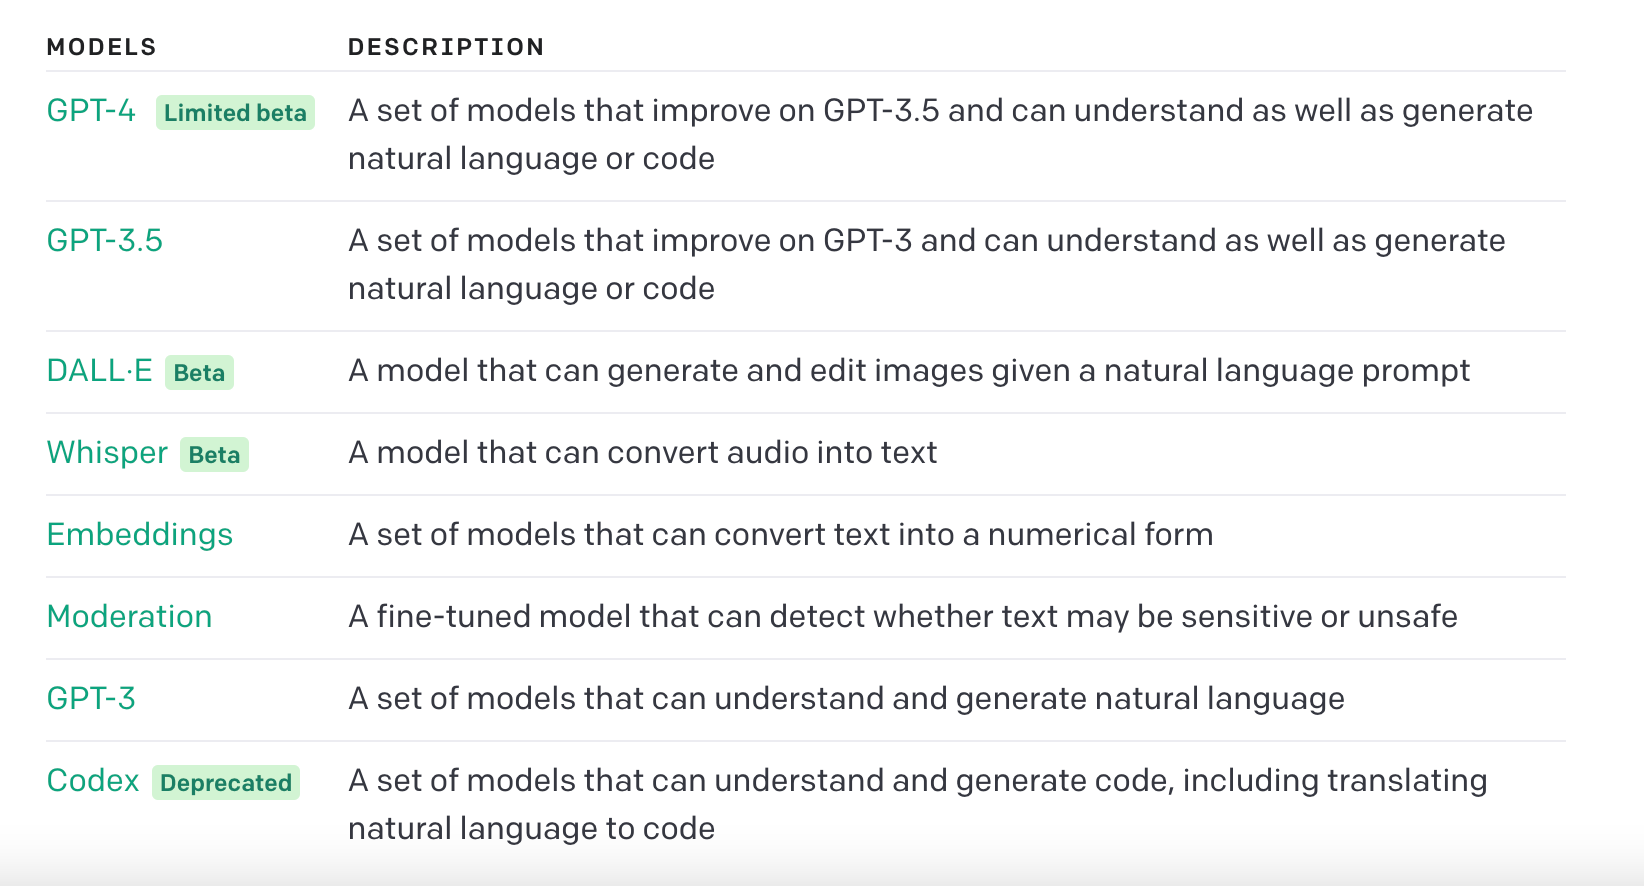 MODELS DESCRIPTION
GPT-4 Limited beta A set of models that improve on GPT-3.5 and can understand as well as generate
natural language or code
GPT-3.5 A set of models that improve on GPT-3 and can understand as well as generate
natural language or code
DALL·E Beta A model that can generate and edit images given a natural language prompt
Whisper Beta A model that can convert audio into text
Embeddings A set of models that can convert text into a numerical form
Moderation A fine-tuned model that can detect whether text may be sensitive or unsafe
GPT-3 A set of models that can understand and generate natural language
Codex Deprecated A set of models that can understand and generate code, including translating
natural language to code